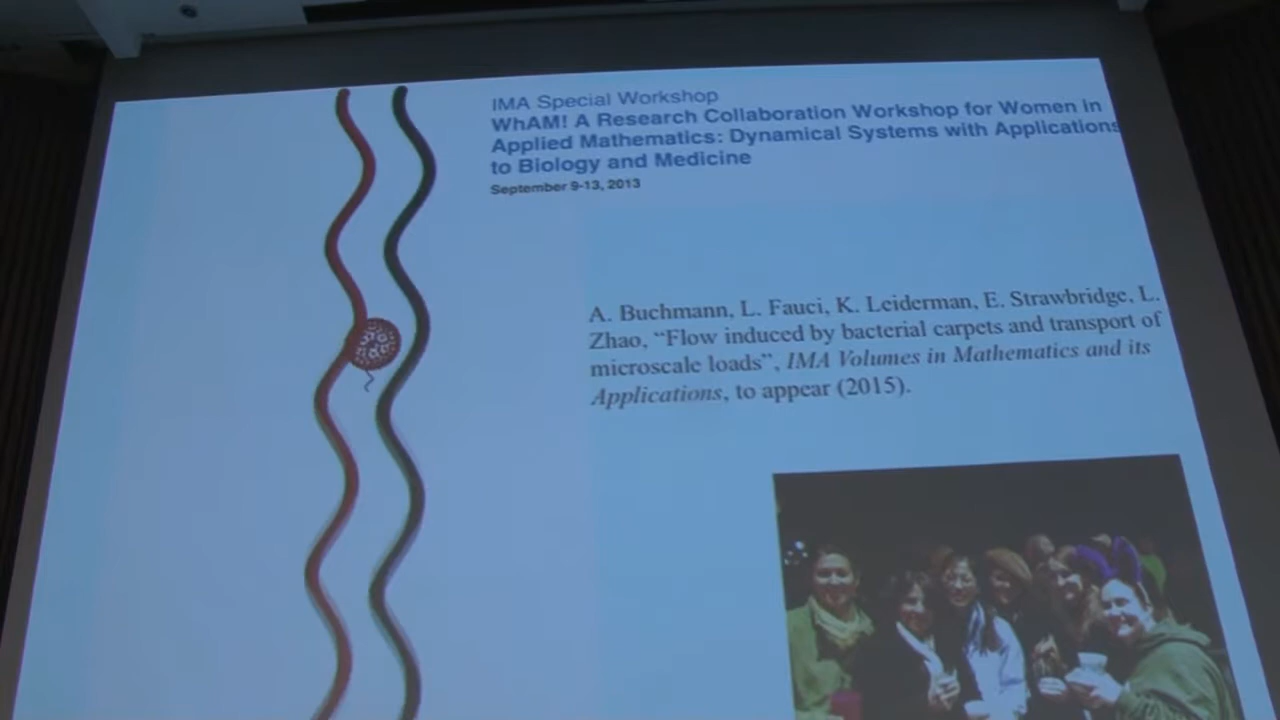 IMA Special Workshop
WhAM! A Research Collaboration Workshop for Women in
Applied Mathematics: Dynamical Systems with Applications
to Biology and Medicine
September 9-13, 2013
A. Buchmann, L. Fauci, K. Leiderman, E. Strawbridge, L.
Zhao, “Flow induced by bacterial carpets and transport of
microscale loads”, IMA Volumes in Mathematics and its
Applications, to appear (2015).